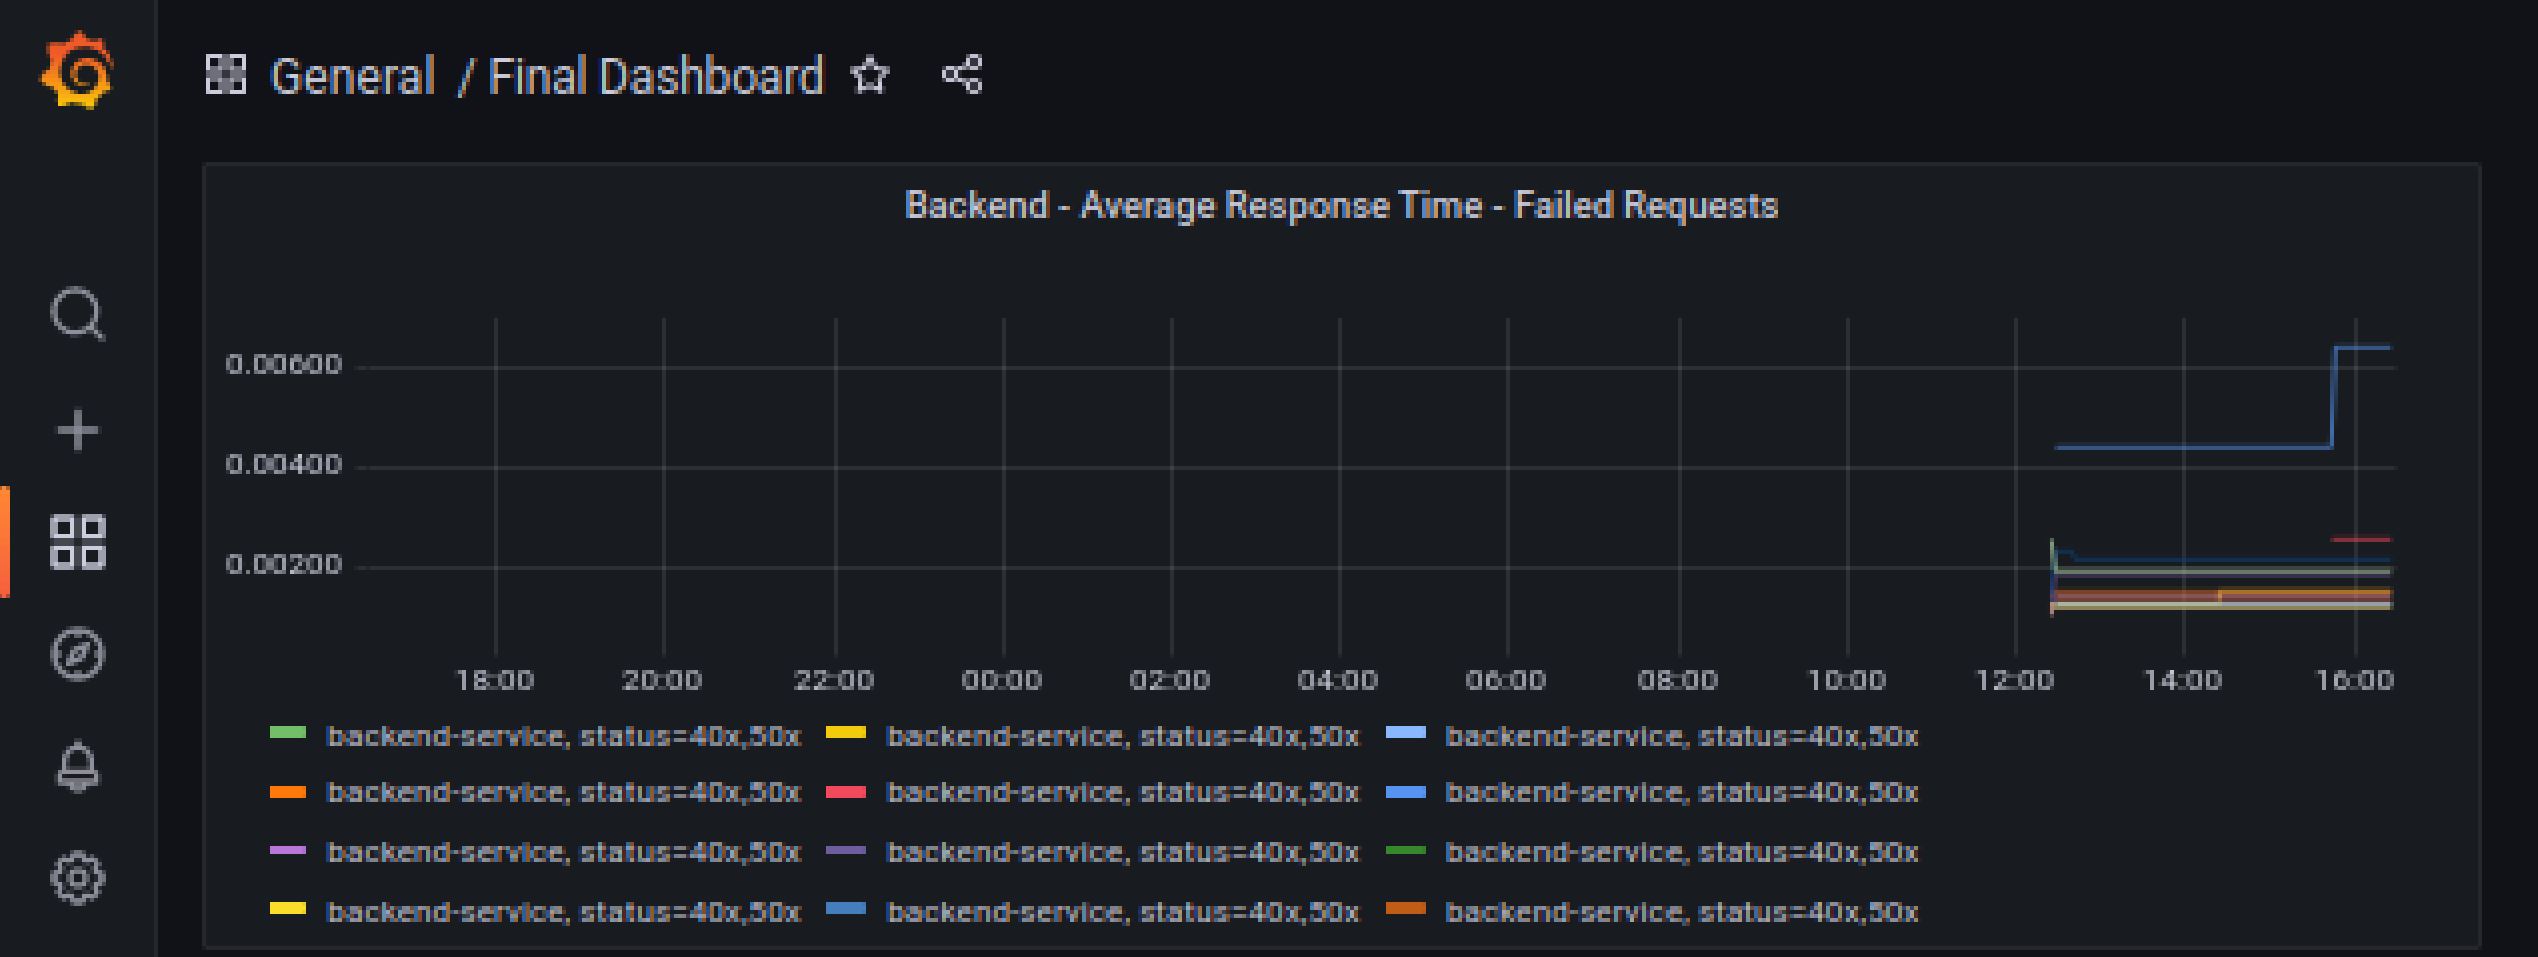 General / Final Dashboard
Backend - Average Response Time - Failed Requests
0.00600
0.00400
0.00200
18:00 20:00 22:00 00:00 02:00 04:00 06:00 08:00 10:00 12:00 14:00 16:00
backend-service, status=40x,50x backend-service, status=40x,50x backend-service, status=40x,50x
backend-service, status=40x,50x backend-service, status=40x,50x backend-service, status=40x,50x
backend-service, status=40x,50x backend-service, status=40x,50x backend-service, status=40x,50x
backend-service, status=40x,50x backend-service, status=40x,50x backend-service, status=40x,50x